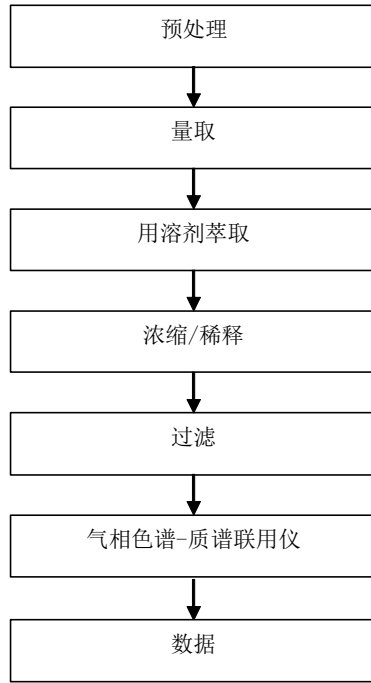 预处理
量取
用溶剂萃取
浓缩/稀释
过滤
气相色谱-质谱联用仪
数据